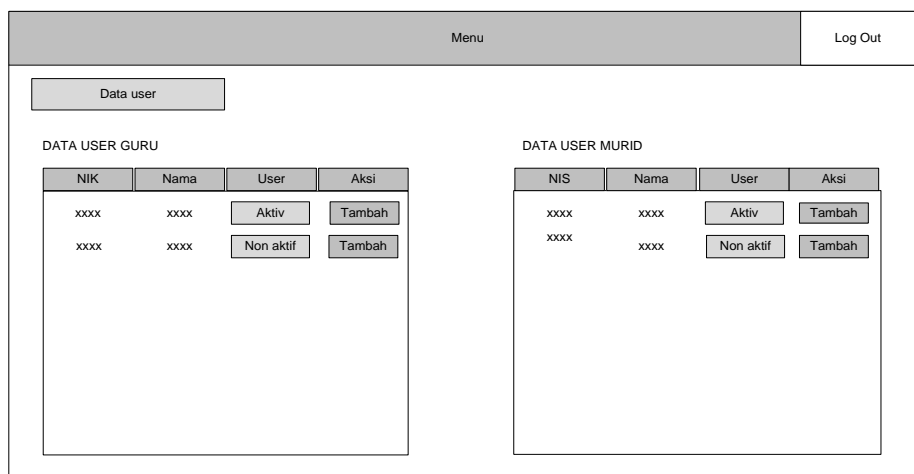 Menu Log Out
Data user
DATA USER GURU
NIK Nama User Aksi
xxxx xxxx Aktiv Tambah
xxxx xxxx Non aktif Tambah
DATA USER MURID
NIS Nama User Aksi
xxxx xxxx Aktiv Tambah
xxxx xxxx Non aktif Tambah